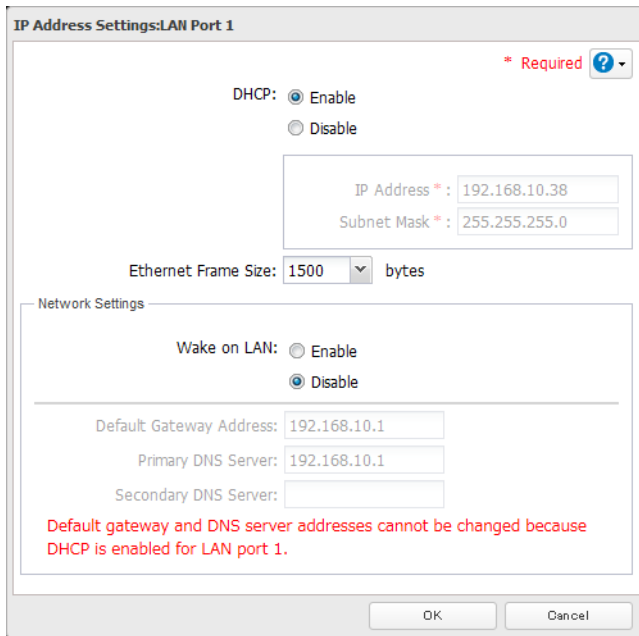 IP Address Settings:LAN Port 1
* Required ?
DHCP: Enable
Disable
IP Address * : 192.168.10.38
Subnet Mask * : 255.255.255.0
Ethernet Frame Size: 1500 bytes
Network Settings
Wake on LAN: Enable
Disable
Default Gateway Address: 192.168.10.1
Primary DNS Server: 192.168.10.1
Secondary DNS Server:
Default gateway and DNS server addresses cannot be changed because
DHCP is enabled for LAN port 1.
OK Cancel